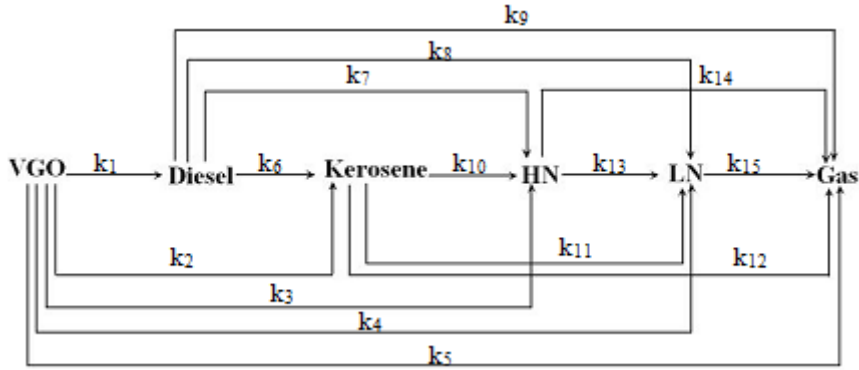 k9
k8
k7
k14
VGO k1 Diesel k6 Kerosene k10 HN k13 LN k15 Gas
k2
k11
k12
k3
k4
k5